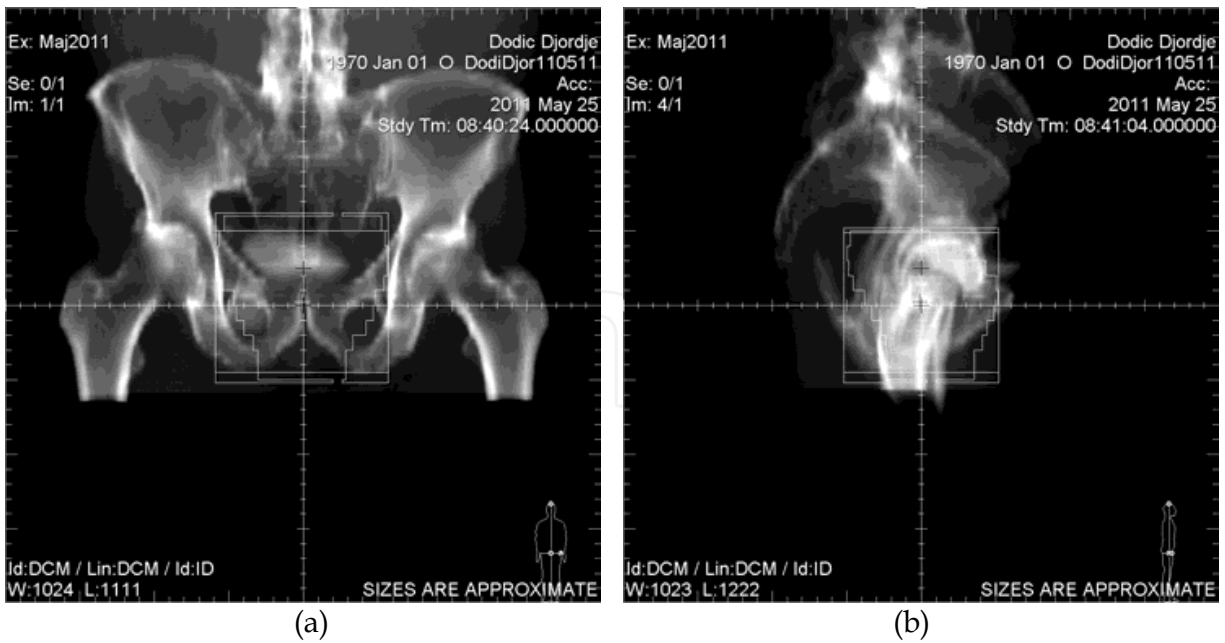 Ex: Maj2011
Dodic Djordje
1970 Jan 01 O DodiDjor110511
Se: 0/1
Acc:
Im: 1/1
2011 May 25
Stdy Tm: 08:40:24.000000
Id:DCM / Lin:DCM / Id:ID
W:1024 L:1111
SIZES ARE APPROXIMATE
(a)
Ex: Maj2011
Dodic Djordje
1970 Jan 01 O DodiDjor110511
Se: 0/1
Acc:
Im: 4/1
2011 May 25
Stdy Tm: 08:41:04.000000
Id:DCM / Lin:DCM / Id:ID
W:1023 L:1222
SIZES ARE APPROXIMATE
(b)